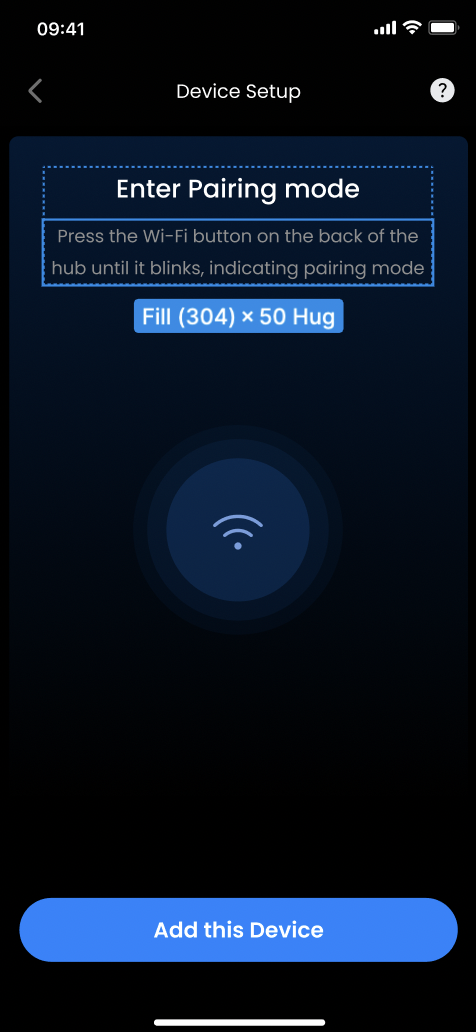 09:41
Device Setup
?
Enter Pairing mode
Press the Wi-Fi button on the back of the
hub until it blinks, indicating pairing mode
Fill (304) × 50 Hug
Add this Device